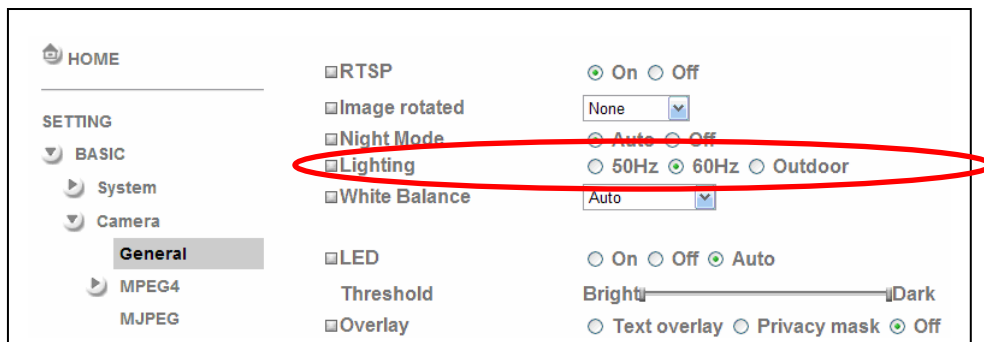 HOME
SETTING
BASIC
System
Camera
General
MPEG4
MJPEG
RTSP On Off
Image rotated None
Night Mode Auto Off
Lighting 50Hz 60Hz Outdoor
White Balance Auto
LED On Off Auto
Threshold Bright Dark
Overlay Text overlay Privacy mask Off